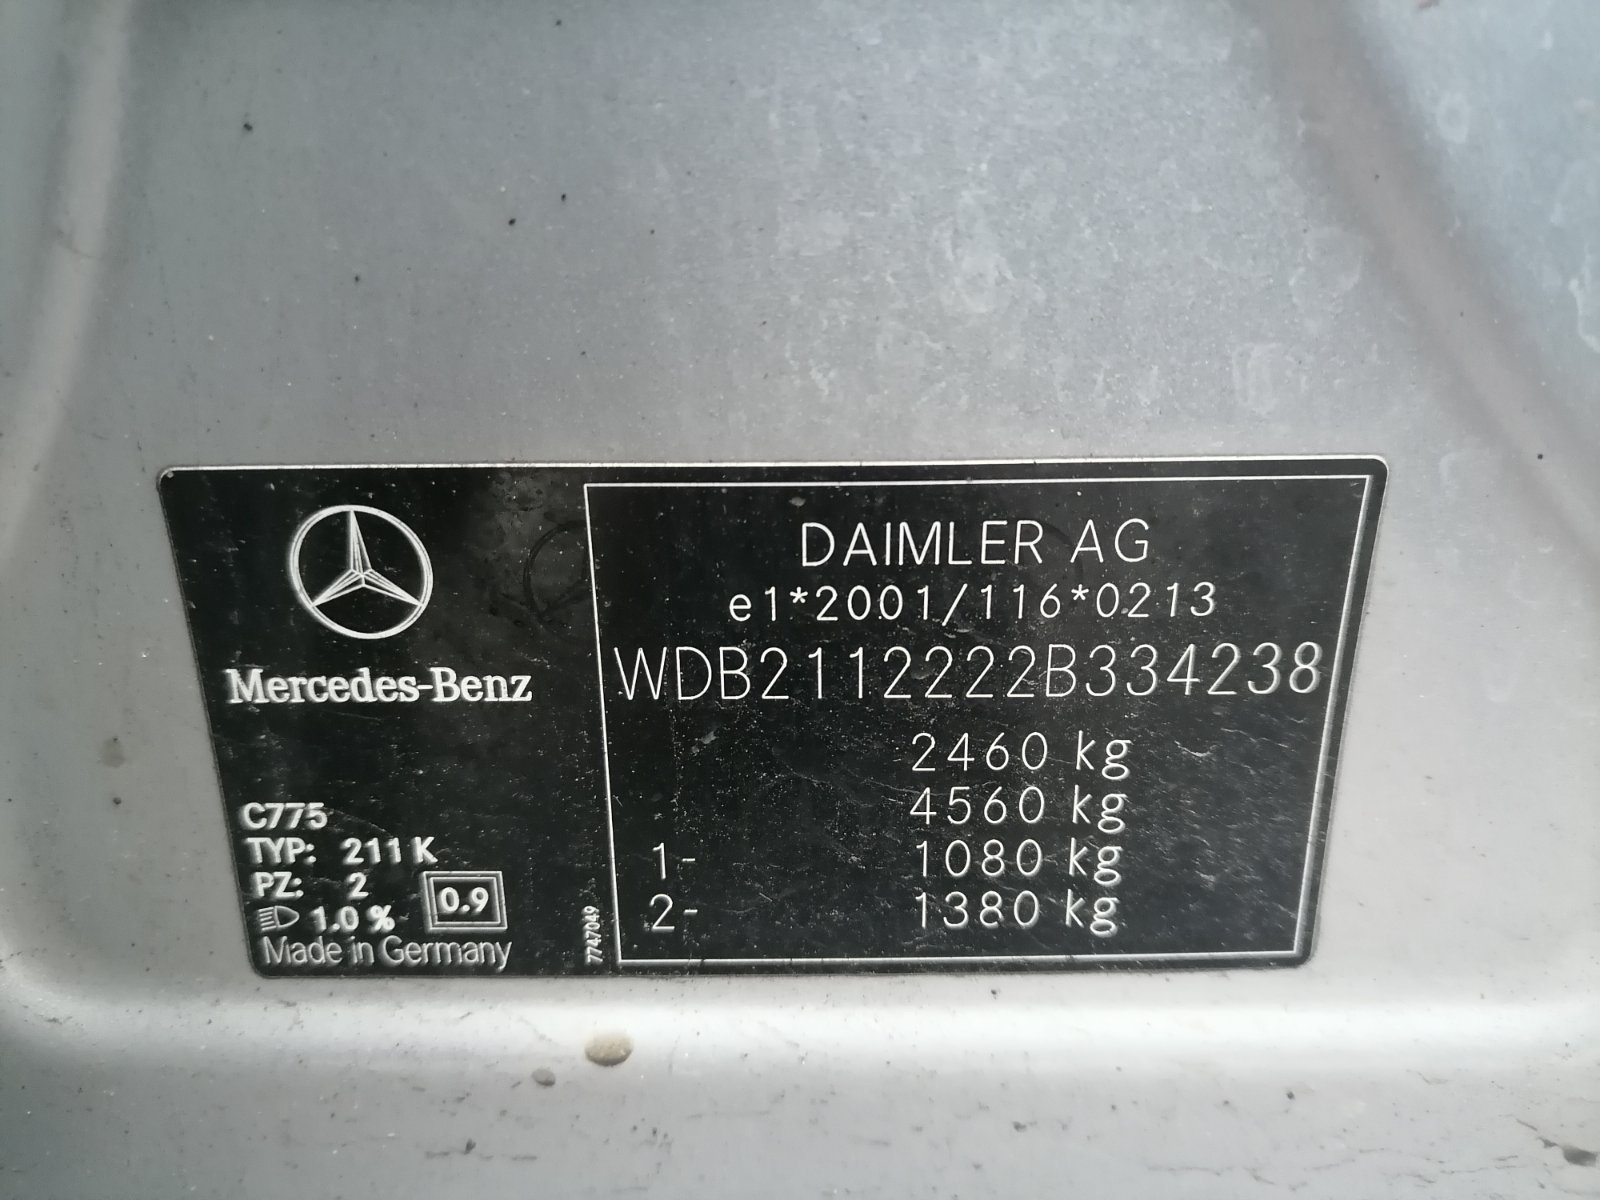 Mercedes-Benz
C775
TYP: 211 K
PZ: 2
1.0 %
0.9
Made in Germany
7747049
DAIMLER AG
e1*2001/116*0213
WDB2112222B334238
2460 kg
4560 kg
1- 1080 kg
2- 1380 kg